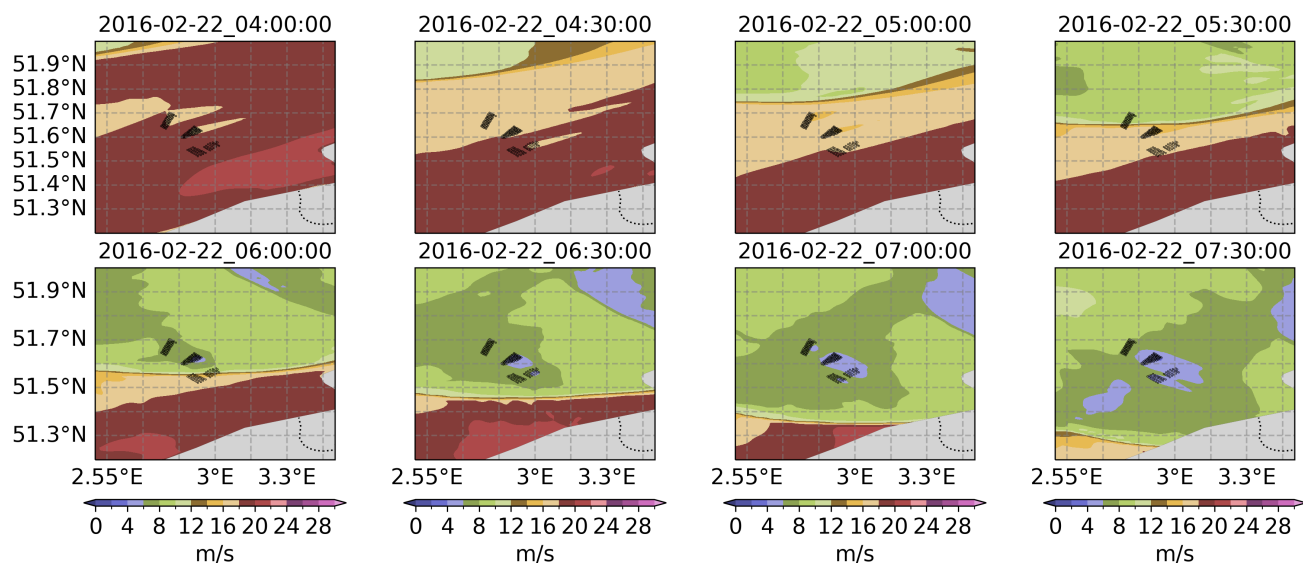 2016-02-22_04:00:00 2016-02-22_04:30:00 2016-02-22_05:00:00 2016-02-22_05:30:00
51.9°N
51.8°N
51.7°N
51.6°N
51.5°N
51.4°N
51.3°N
2016-02-22_06:00:00 2016-02-22_06:30:00 2016-02-22_07:00:00 2016-02-22_07:30:00
51.9°N
51.7°N
51.5°N
51.3°N
2.55°E 3°E 3.3°E 2.55°E 3°E 3.3°E 2.55°E 3°E 3.3°E 2.55°E 3°E 3.3°E
0 4 8 12 16 20 24 28 0 4 8 12 16 20 24 28 0 4 8 12 16 20 24 28 0 4 8 12 16 20 24 28
m/s m/s m/s m/s